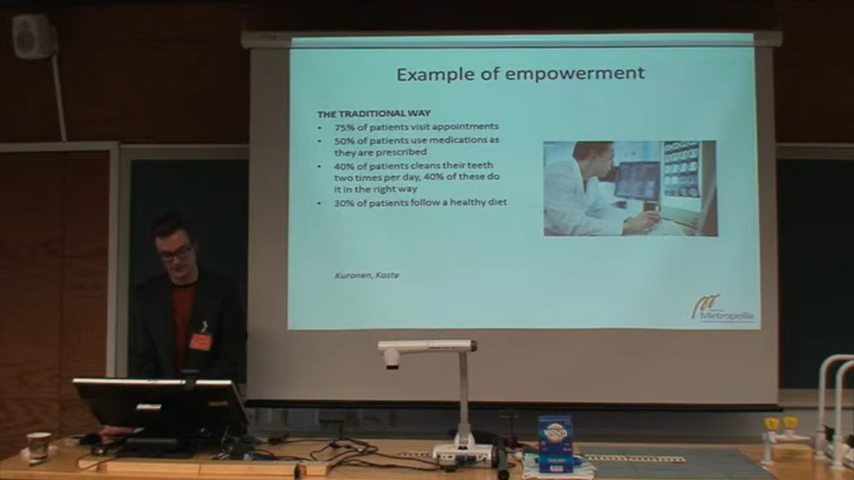 Example of empowerment
THE TRADITIONAL WAY
• 75% of patients visit appointments
• 50% of patients use medications as
they are prescribed
• 40% of patients cleans their teeth
two times per day, 40% of these do
it in the right way
• 30% of patients follow a healthy diet
Kuronen, Kaste
Metropolia